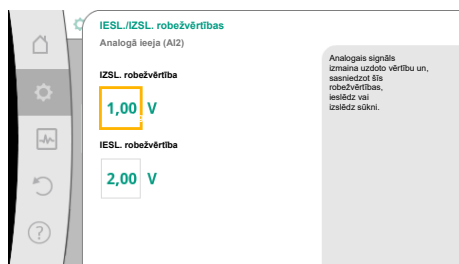 IESL./IZSL. robežvērtības
Analogā ieeja (AI2)
IZSL. robežvērtība
1,00 V
IESL. robežvērtība
2,00 V
Analogais signāls
izmaina uzdoto vērtību un,
sasniedzot šīs
robežvērtības,
ieslēdz vai
izslēdz sūkni.